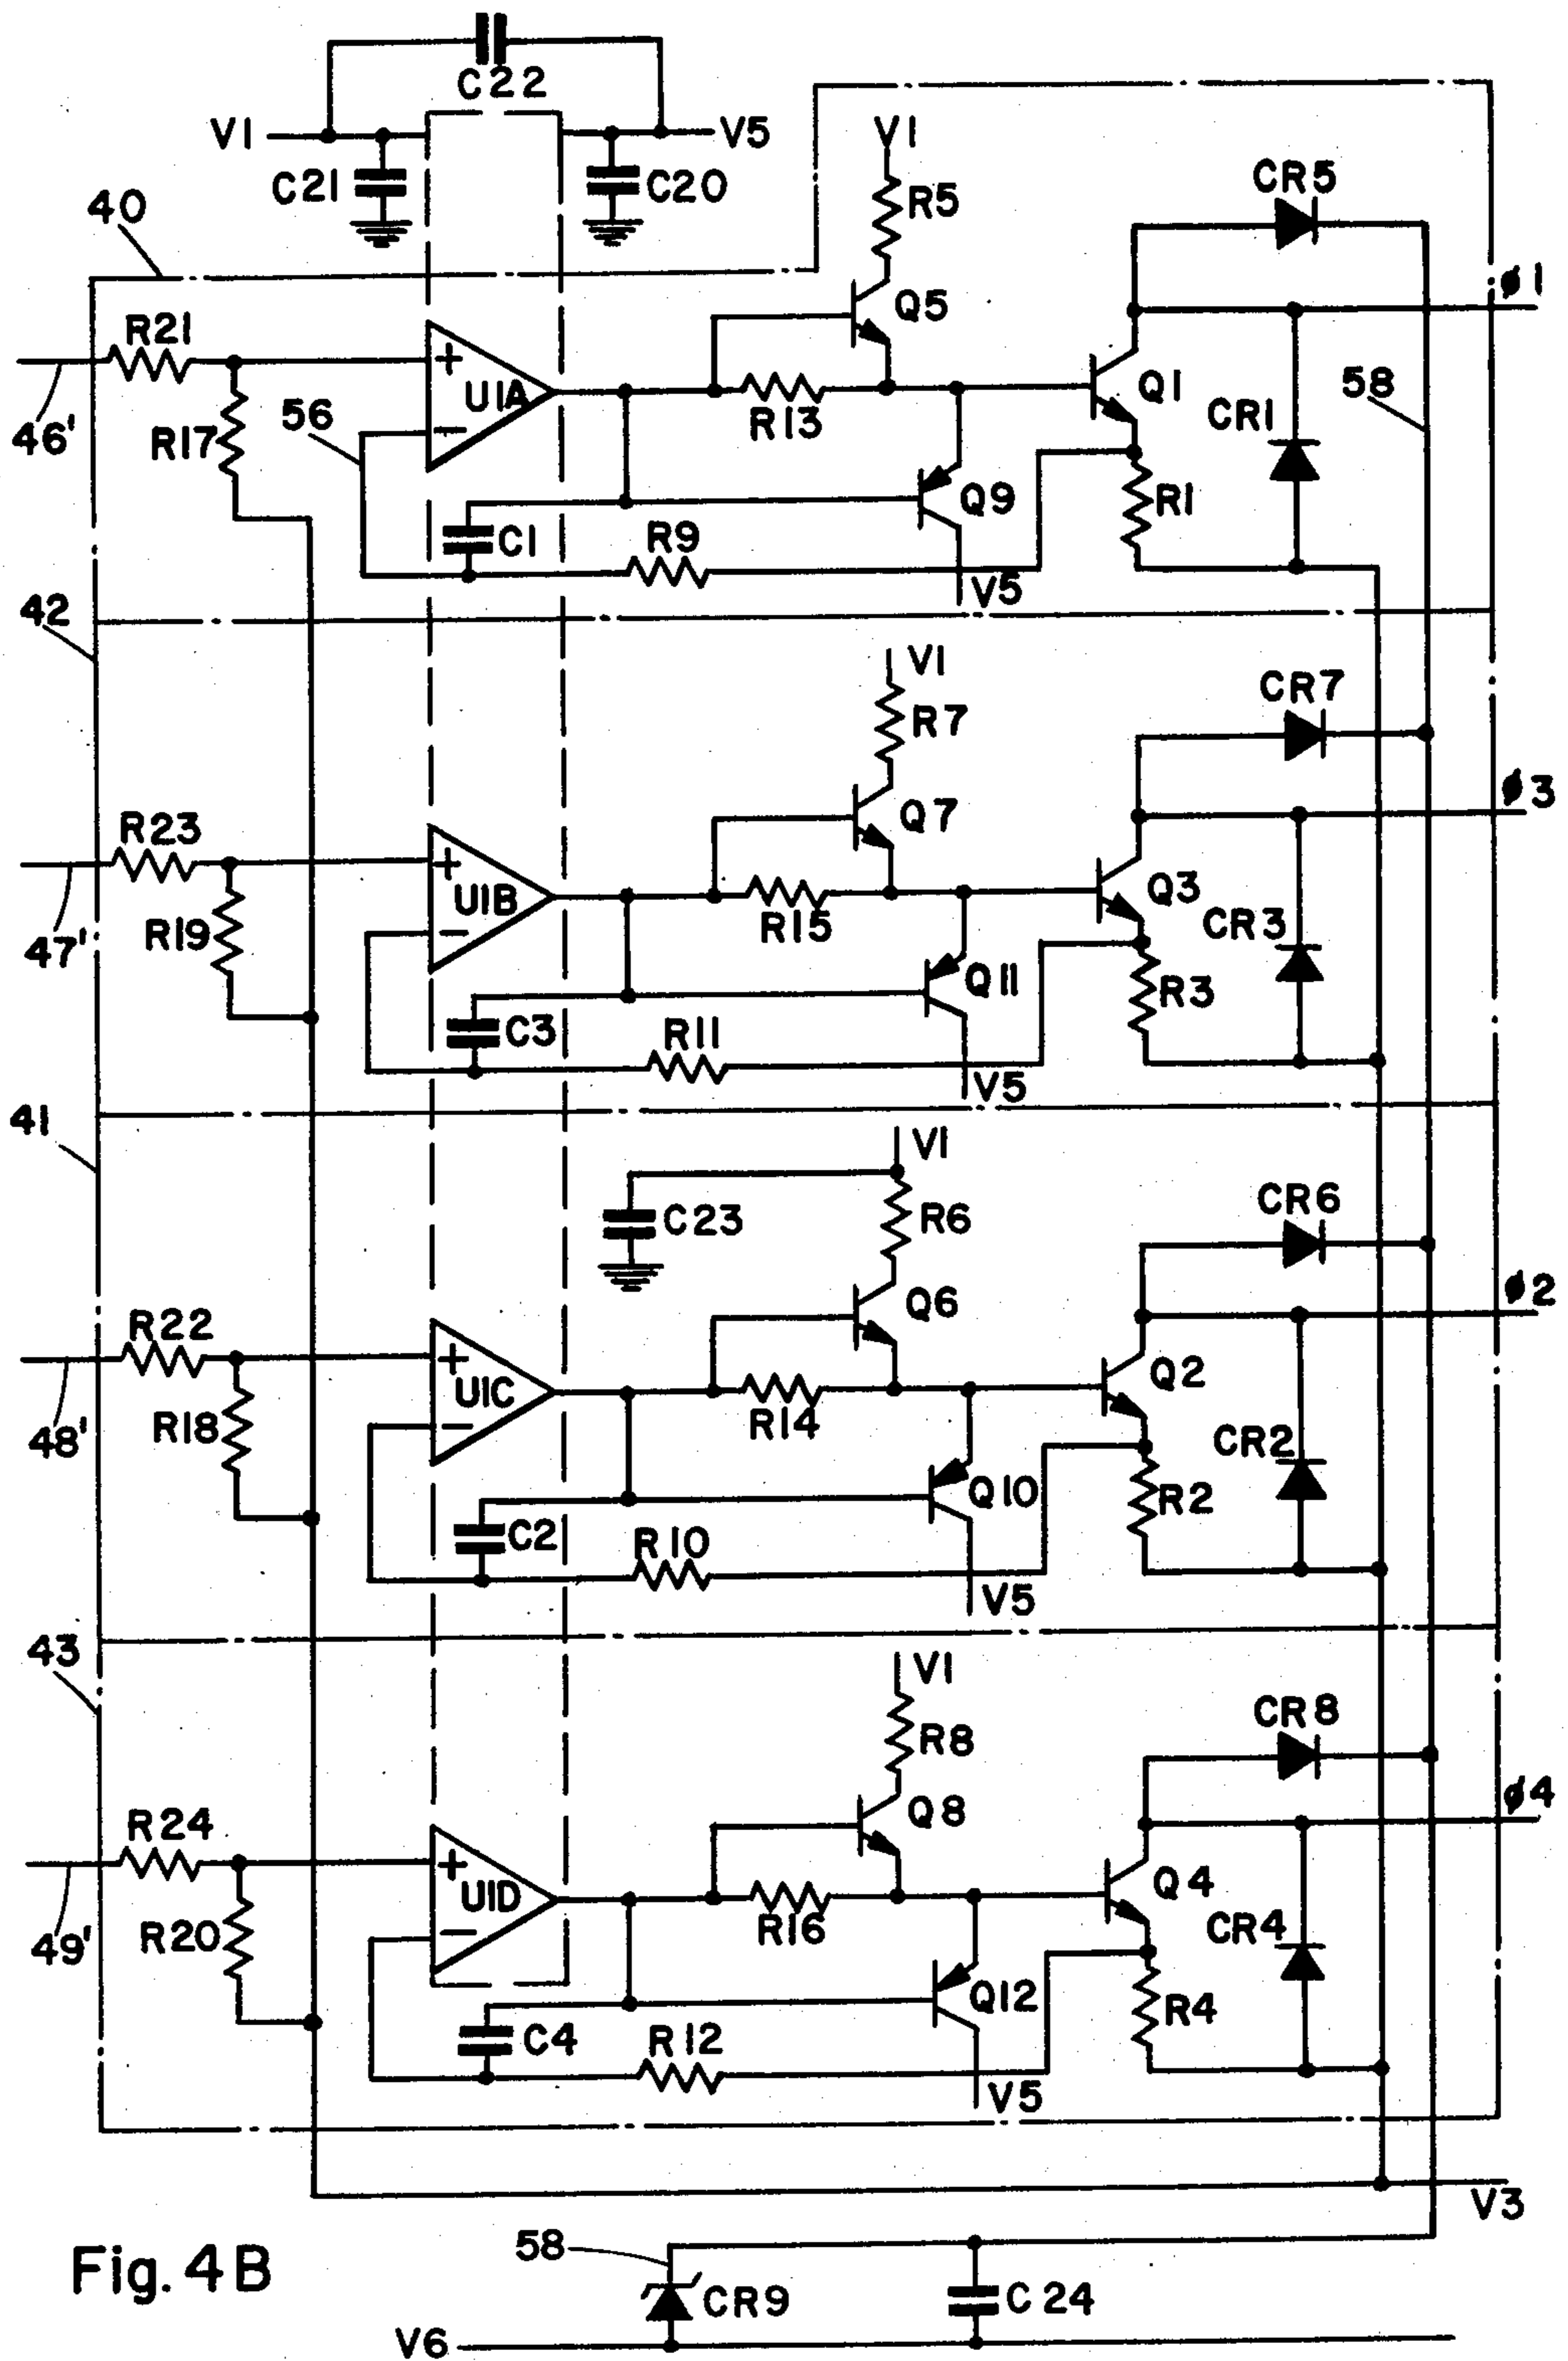 C22
V1
V5
V1
C21
C20
R5
CR5
40
Q5
ø1
R21
+
U1A
−
Q1
58
46'
R17
56
R13
CR1
Q9
R1
C1
R9
V5
42
V1
R7
CR7
Q7
ø3
R23
+
U1B
−
Q3
47'
R19
R15
CR3
Q11
R3
C3
R11
V5
41
V1
C23
R6
CR6
Q6
ø2
R22
+
U1C
−
Q2
48'
R18
R14
CR2
Q10
R2
C2
R10
V5
43
V1
R8
CR8
Q8
ø4
R24
+
U1D
−
Q4
49'
R20
R16
CR4
Q12
R4
C4
R12
V5
V3
58
Fig. 4B
CR9
C24
V6